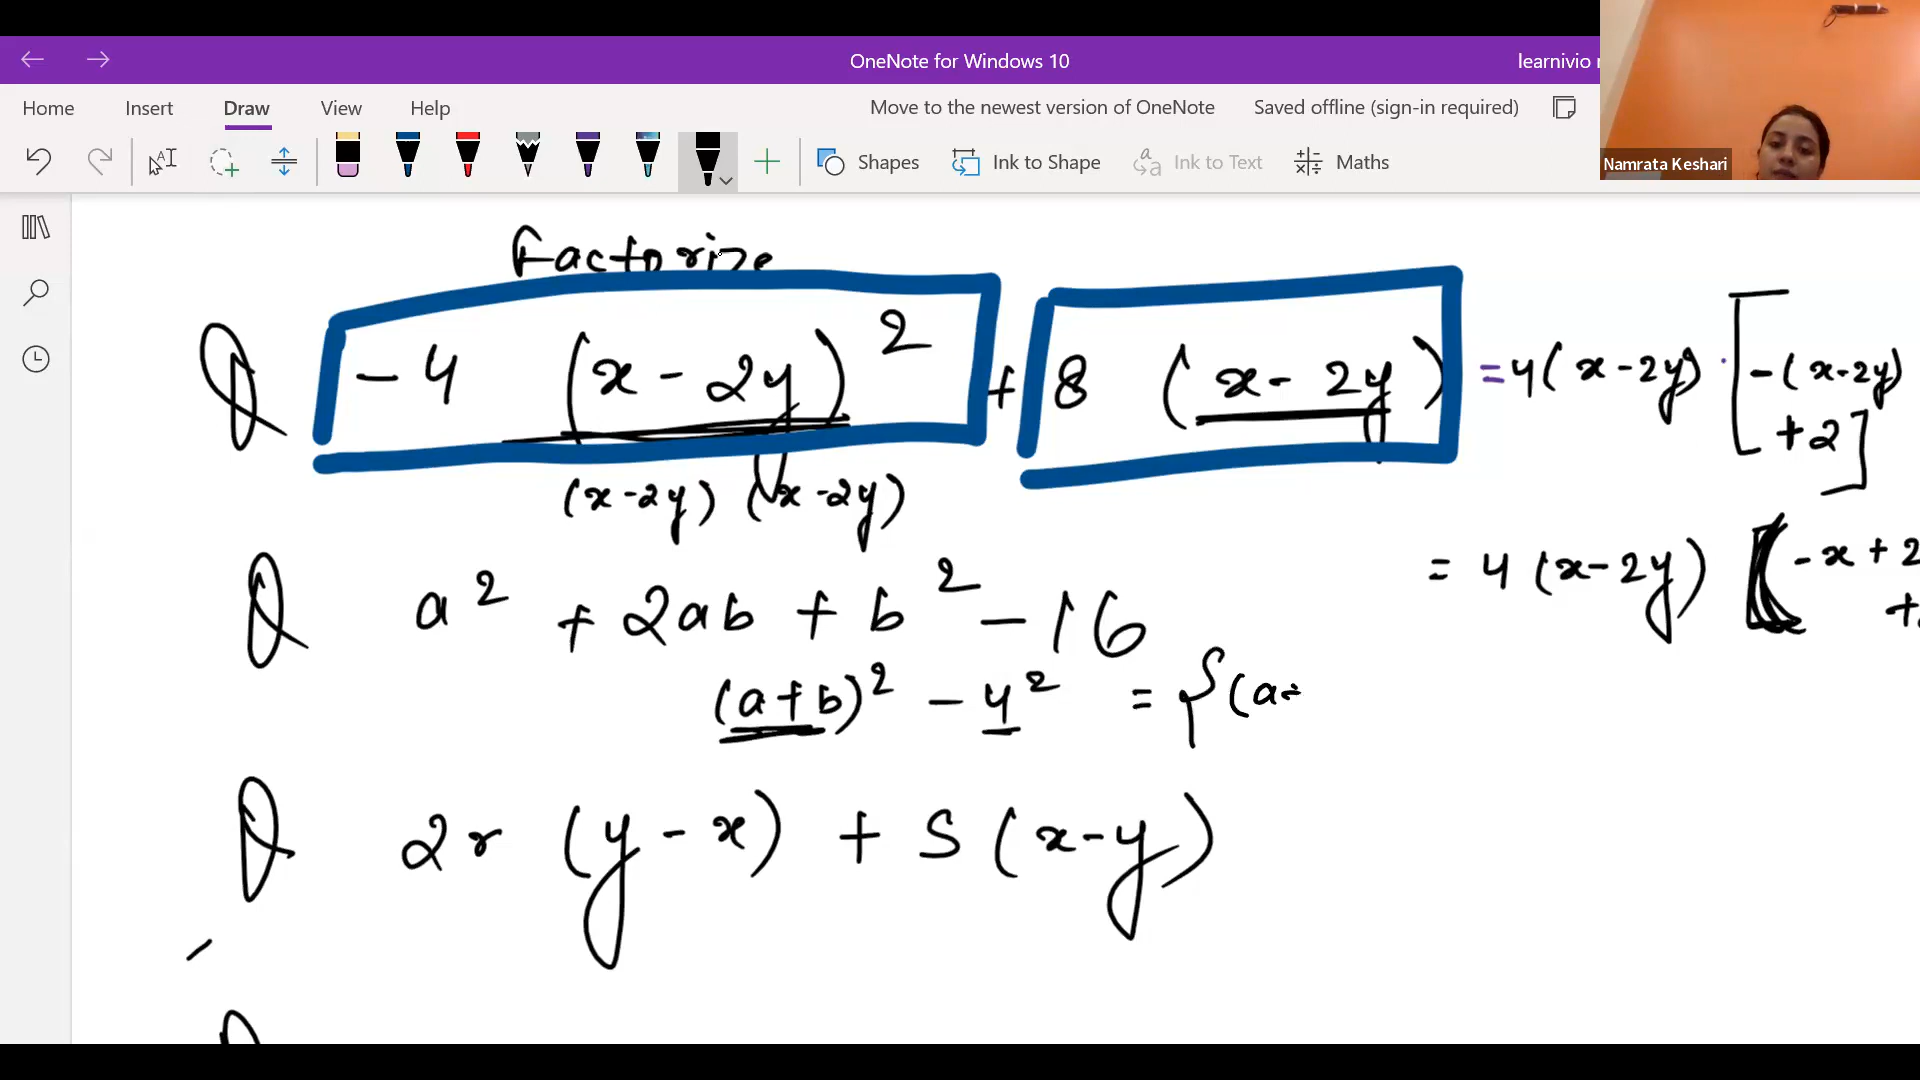 OneNote for Windows 10
learnivio
Home Insert Draw View Help
Move to the newest version of OneNote Saved offline (sign-in required)
Shapes Ink to Shape Ink to Text Maths
Namrata Keshari
Factorize
Q -4 (x-2y)² + 8 (x-2y) = 4(x-2y) · [-(x-2y)
+2]
(x-2y) (x-2y)
= 4(x-2y) (-x+2
+
Q a² + 2ab + b² - 16
(a+b)² - 4² = {(a+
Q 2r (y-x) + S (x-y)